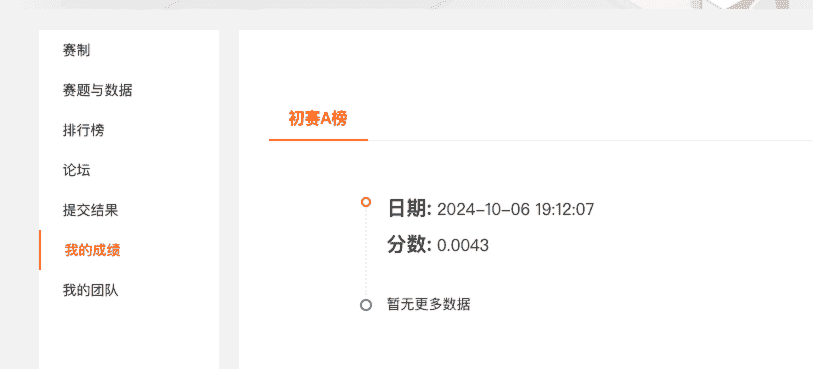 赛制
赛题与数据
排行榜
论坛
提交结果
我的成绩
我的团队
初赛A榜
日期: 2024-10-06 19:12:07
分数: 0.0043
暂无更多数据